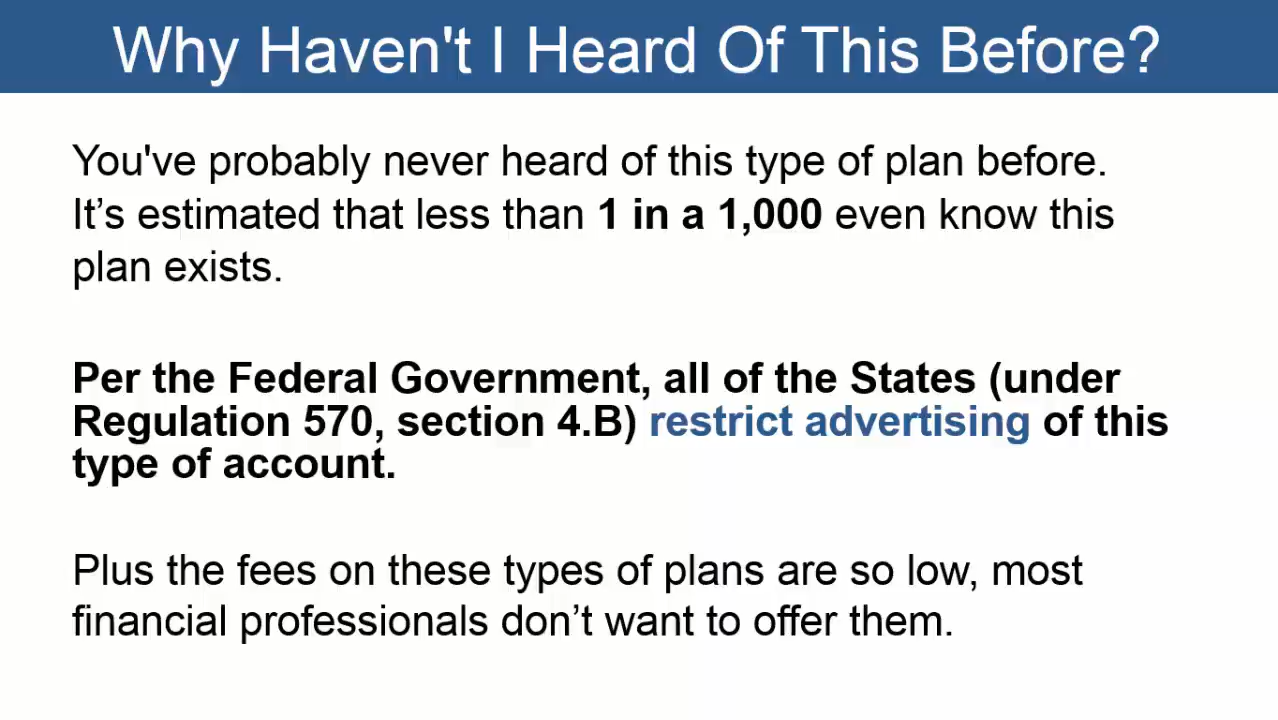 Why Haven't I Heard Of This Before?
You've probably never heard of this type of plan before.
It’s estimated that less than 1 in a 1,000 even know this
plan exists.
Per the Federal Government, all of the States (under
Regulation 570, section 4.B) restrict advertising of this
type of account.
Plus the fees on these types of plans are so low, most
financial professionals don’t want to offer them.